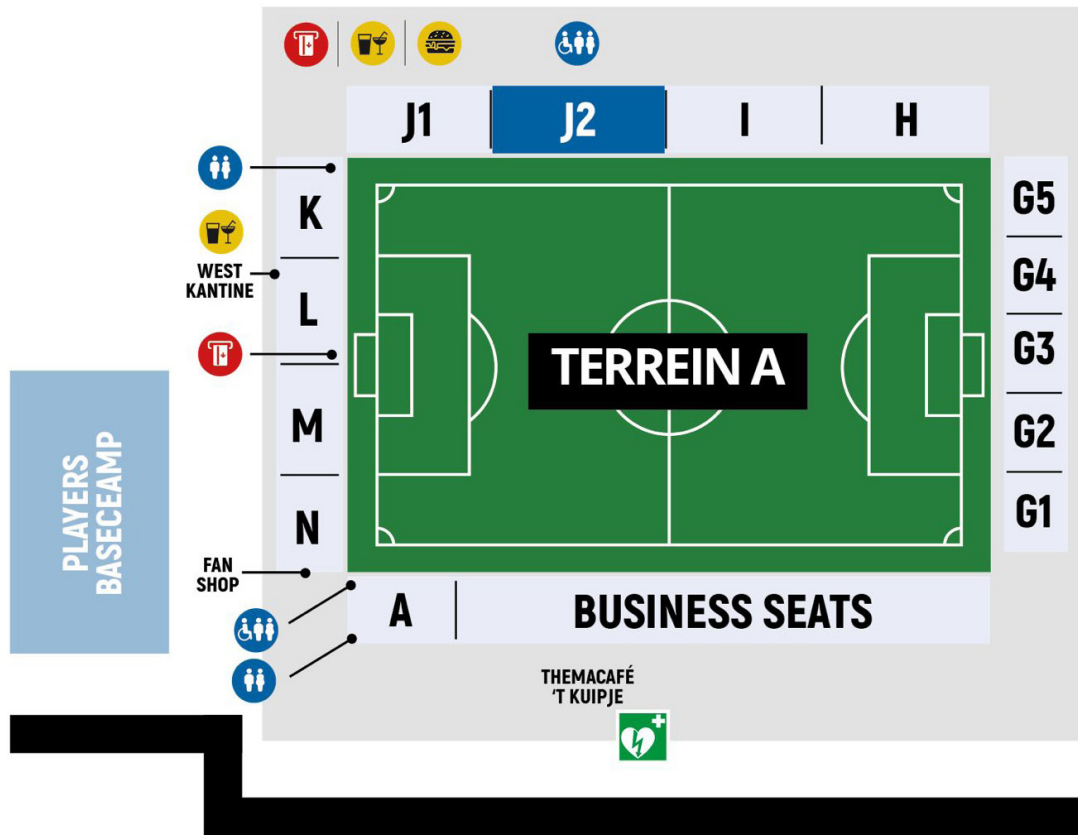 J1
J2
I
H
K
L
M
N
G5
G4
G3
G2
G1
WEST
KANTINE
TERREIN A
PLAYERS
BASECEAMP
FAN
SHOP
A
BUSINESS SEATS
THEMACAFÉ
'T KUIPJE